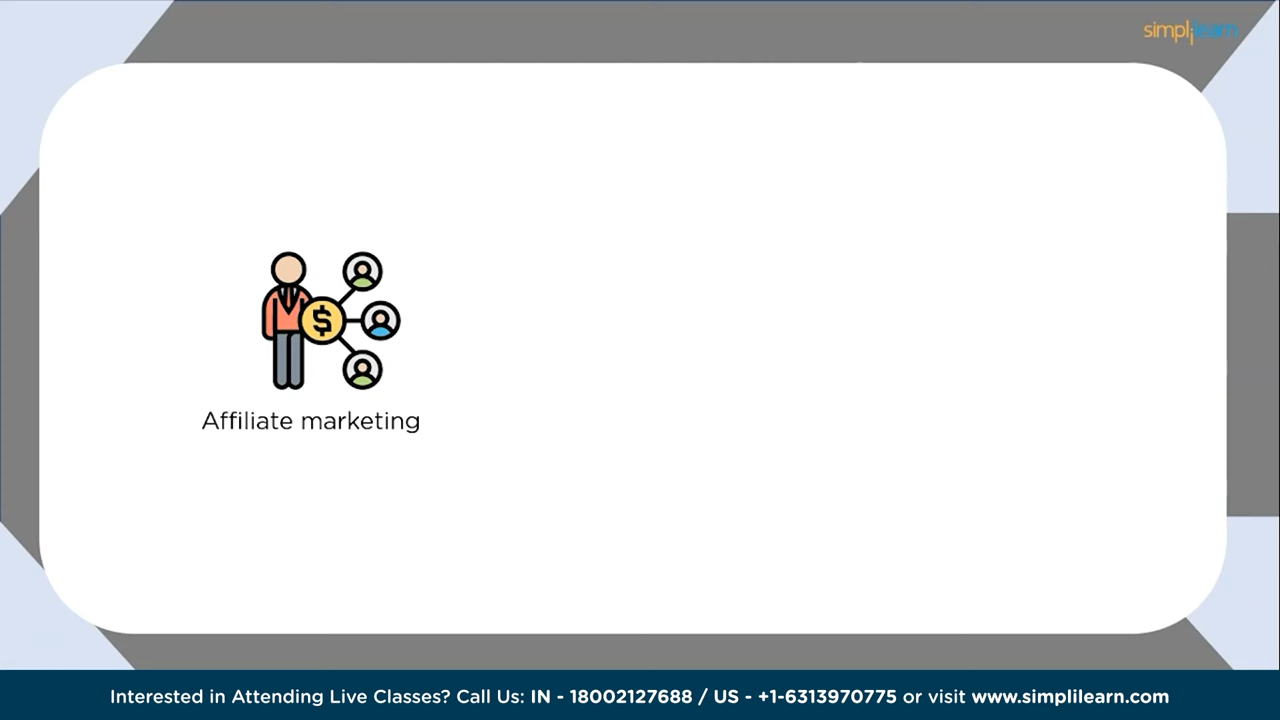 simplilearn
$
Affiliate marketing
Interested in Attending Live Classes? Call Us: IN - 18002127688 / US - +1-6313970775 or visit www.simplilearn.com